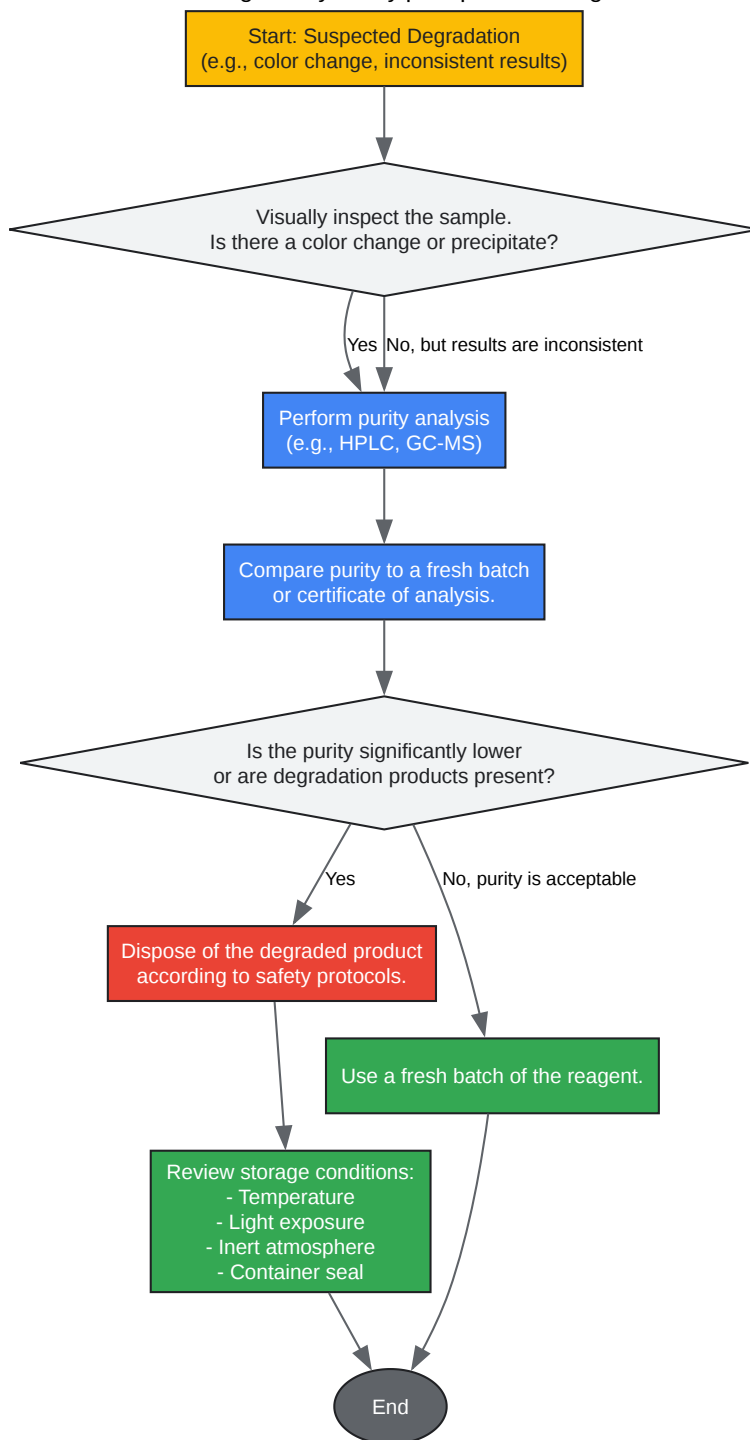 Start: Suspected Degradation
(e.g., color change, inconsistent results)
Visually inspect the sample.
Is there a color change or precipitate?
Yes
No, but results are inconsistent
Perform purity analysis
(e.g., HPLC, GC-MS)
Compare purity to a fresh batch
or certificate of analysis.
Is the purity significantly lower
or are degradation products present?
Yes
No, purity is acceptable
Dispose of the degraded product
according to safety protocols.
Use a fresh batch of the reagent.
Review storage conditions:
- Temperature
- Light exposure
- Inert atmosphere
- Container seal
End